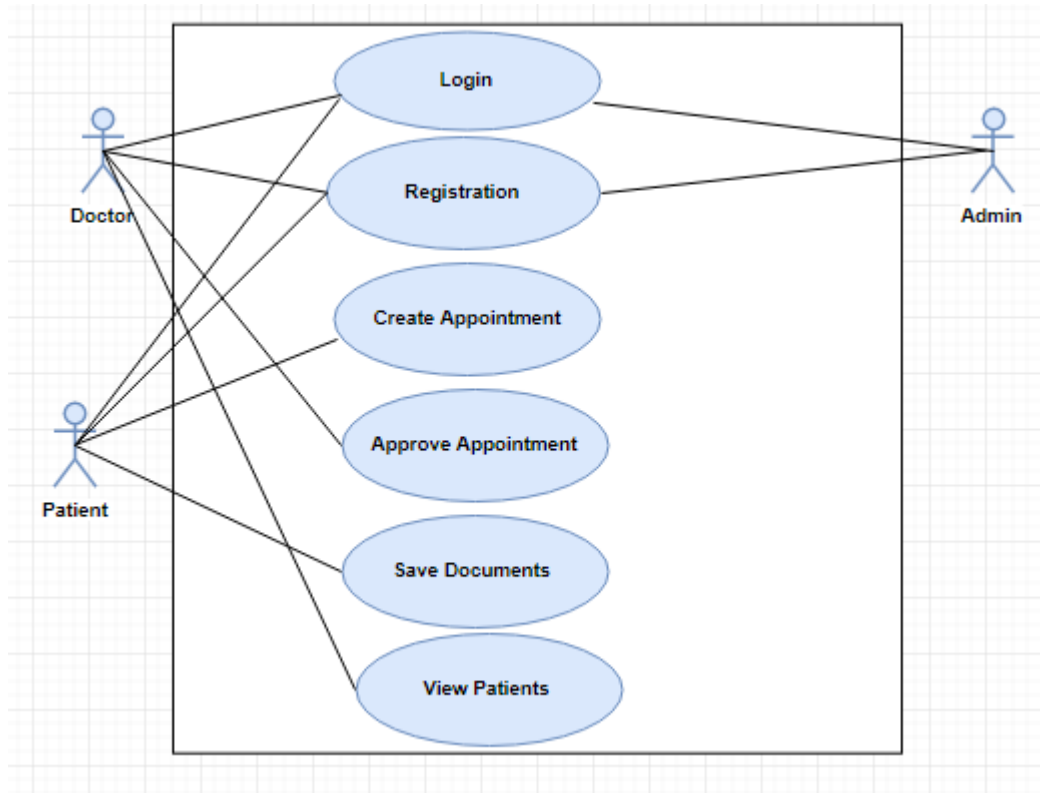 Login
Registration
Doctor
Admin
Create Appointment
Approve Appointment
Patient
Save Documents
View Patients